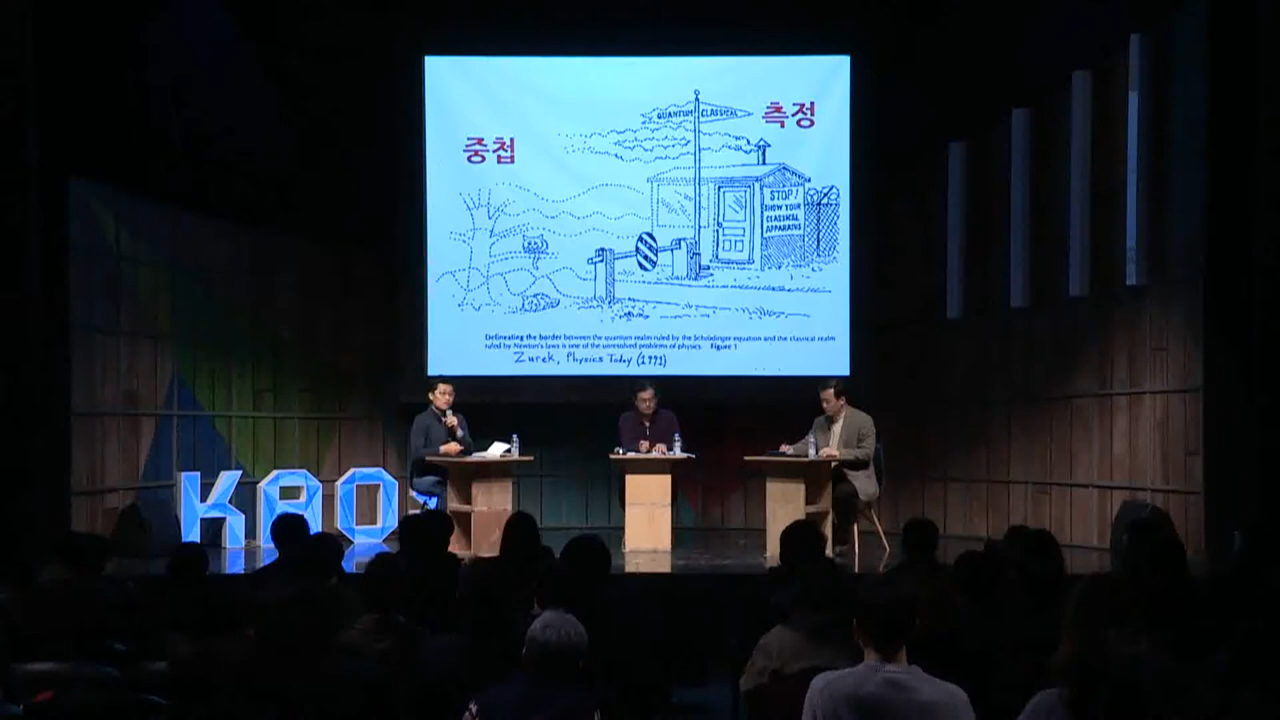 중첩
측정
QUANTUM CLASSICAL
STOP!
SHOW YOUR
CLASSICAL
APPARATUS
Delineating the border between the quantum realm ruled by the Schrödinger equation and the classical realm
ruled by Newton's laws is one of the unresolved problems of physics. Figure 1
Zurek, Physics Today (1991)
KAO